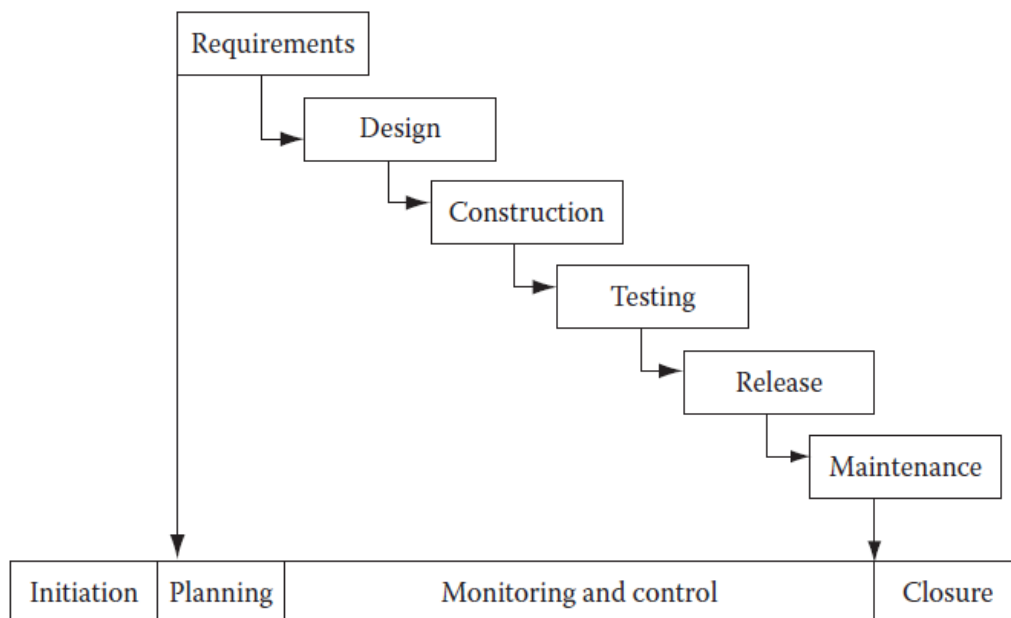 Requirements
Design
Construction
Testing
Release
Maintenance
Initiation
Planning
Monitoring and control
Closure